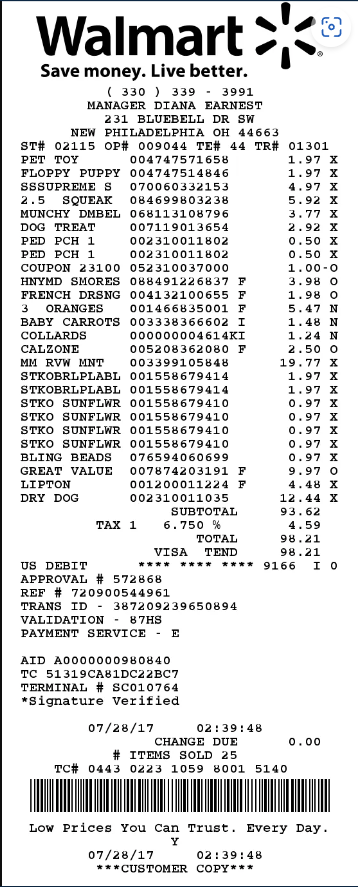 Walmart
Save money. Live better.
( 330 ) 339 - 3991
MANAGER DIANA EARNEST
231 BLUEBELL DR SW
NEW PHILADELPHIA OH 44663
ST# 02115 OP# 009044 TE# 44 TR# 01301
PET TOY 004747571658 1.97 X
FLOPPY PUPPY 004747514846 1.97 X
SSSUPREME S 070060332153 4.97 X
2.5 SQUEAK 084699803238 5.92 X
MUNCHY DMBEL 068113108796 3.77 X
DOG TREAT 007119013654 2.92 X
PED PCH 1 002310011802 0.50 X
PED PCH 1 002310011802 0.50 X
COUPON 23100 052310037000 1.00-O
HNYMD SMORES 088491226837 F 3.98 O
FRENCH DRSNG 004132100655 F 1.98 O
3 ORANGES 001466835001 F 5.47 N
BABY CARROTS 003338366602 I 1.48 N
COLLARDS 000000004614KI 1.24 N
CALZONE 005208362080 F 2.50 O
MM RVW MNT 003399105848 19.77 X
STKOBRLPLABL 001558679414 1.97 X
STKOBRLPLABL 001558679414 1.97 X
STKO SUNFLWR 001558679410 0.97 X
STKO SUNFLWR 001558679410 0.97 X
STKO SUNFLWR 001558679410 0.97 X
STKO SUNFLWR 001558679410 0.97 X
BLING BEADS 076594060699 0.97 X
GREAT VALUE 007874203191 F 9.97 O
LIPTON 001200011224 F 4.48 X
DRY DOG 002310011035 12.44 X
SUBTOTAL 93.62
TAX 1 6.750 % 4.59
TOTAL 98.21
VISA TEND 98.21
US DEBIT **** **** **** 9166 I 0
APPROVAL # 572868
REF # 720900544961
TRANS ID - 387209239650894
VALIDATION - 87HS
PAYMENT SERVICE - E
AID A0000000980840
TC 51319CA81DC22BC7
TERMINAL # SC010764
*Signature Verified
07/28/17 02:39:48
CHANGE DUE 0.00
# ITEMS SOLD 25
TC# 0443 0223 1059 8001 5140
Low Prices You Can Trust. Every Day.
Y
07/28/17 02:39:48
***CUSTOMER COPY***